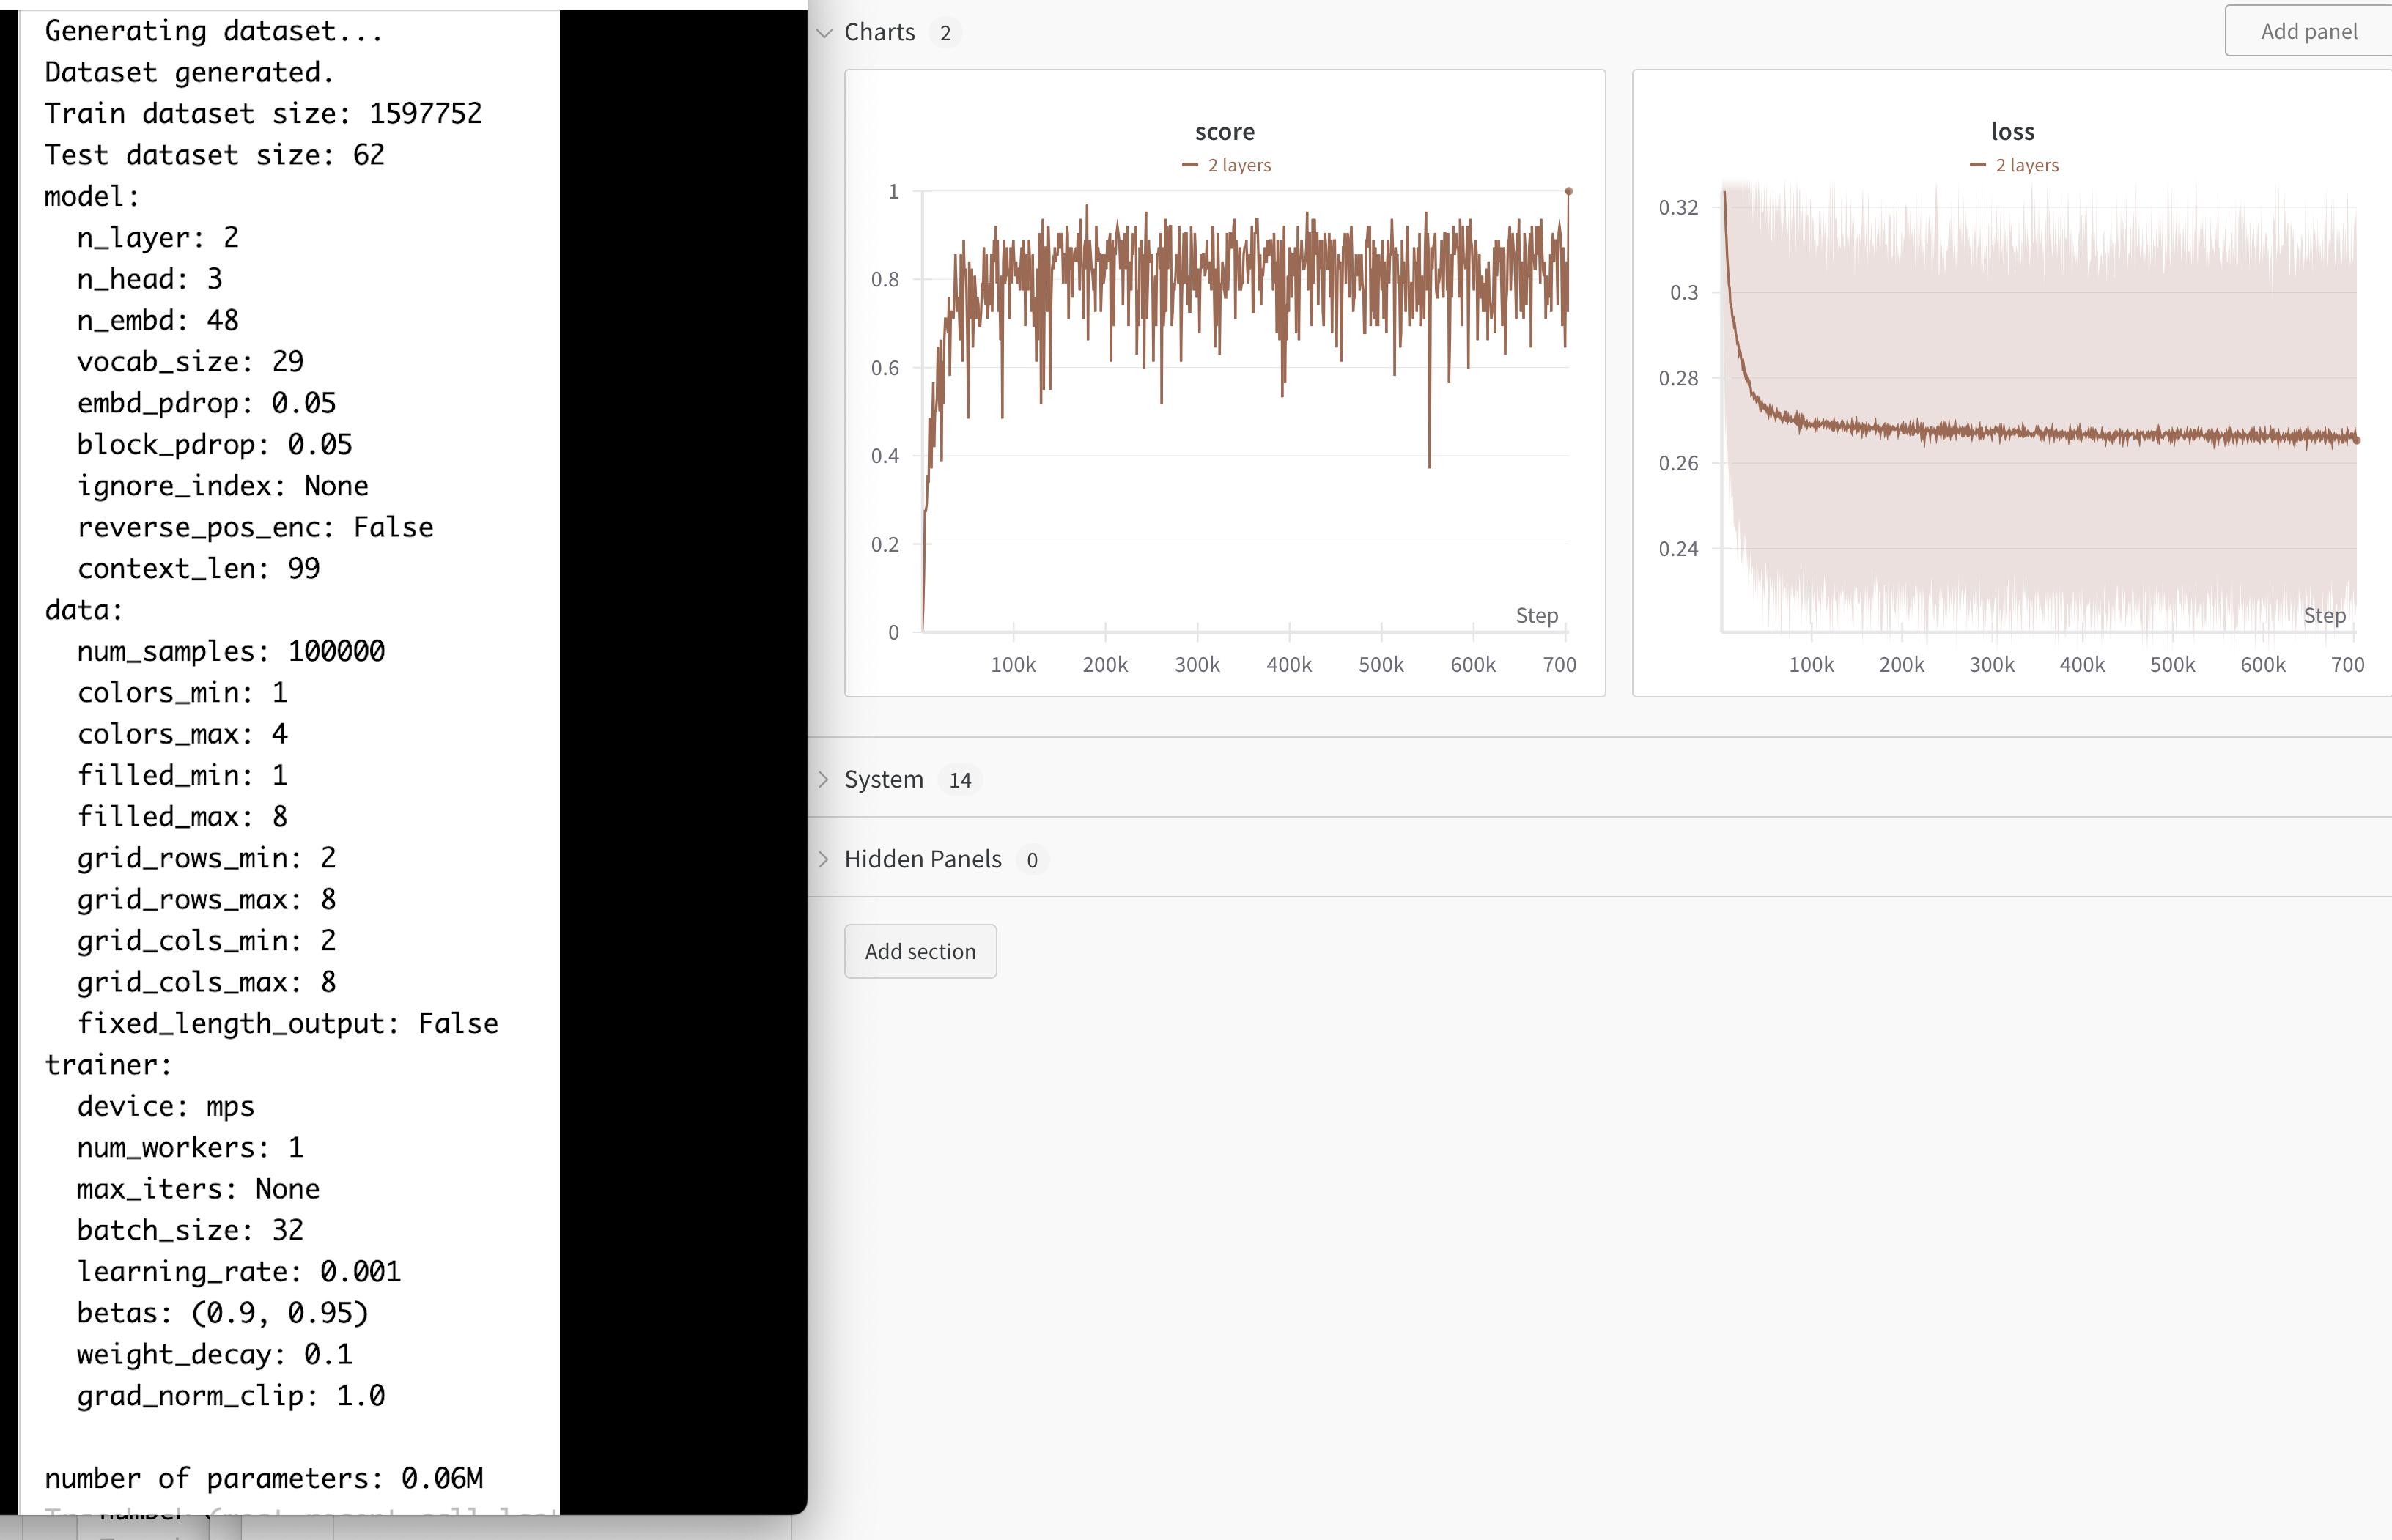 Generating dataset...
Dataset generated.
Train dataset size: 1597752
Test dataset size: 62
model:
  n_layer: 2
  n_head: 3
  n_embd: 48
  vocab_size: 29
  embd_pdrop: 0.05
  block_pdrop: 0.05
  ignore_index: None
  reverse_pos_enc: False
  context_len: 99
data:
  num_samples: 100000
  colors_min: 1
  colors_max: 4
  filled_min: 1
  filled_max: 8
  grid_rows_min: 2
  grid_rows_max: 8
  grid_cols_min: 2
  grid_cols_max: 8
  fixed_length_output: False
trainer:
  device: mps
  num_workers: 1
  max_iters: None
  batch_size: 32
  learning_rate: 0.001
  betas: (0.9, 0.95)
  weight_decay: 0.1
  grad_norm_clip: 1.0
number of parameters: 0.06M
Charts 2
Add panel
score
2 layers
1
0.8
0.6
0.4
0.2
0
Step
100k 200k 300k 400k 500k 600k 700
loss
2 layers
0.32
0.3
0.28
0.26
0.24
Step
100k 200k 300k 400k 500k 600k 700
System 14
Hidden Panels 0
Add section